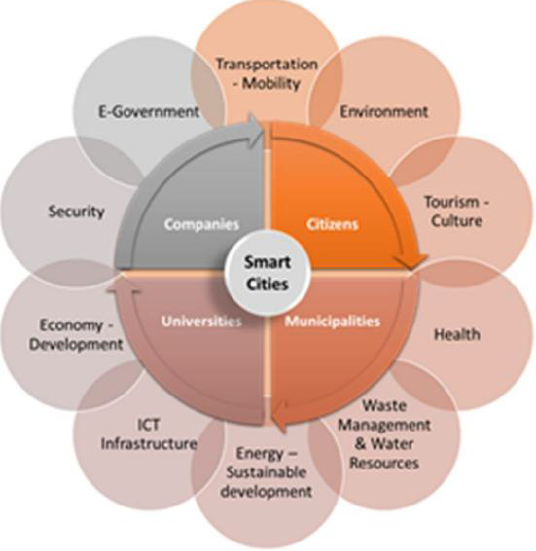 Transportation
- Mobility
E-Government
Environment
Security
Companies
Citizens
Tourism -
Culture
Smart
Cities
Economy -
Development
Universities
Municipalities
Health
ICT
Infrastructure
Waste
Management
& Water
Resources
Energy –
Sustainable
development